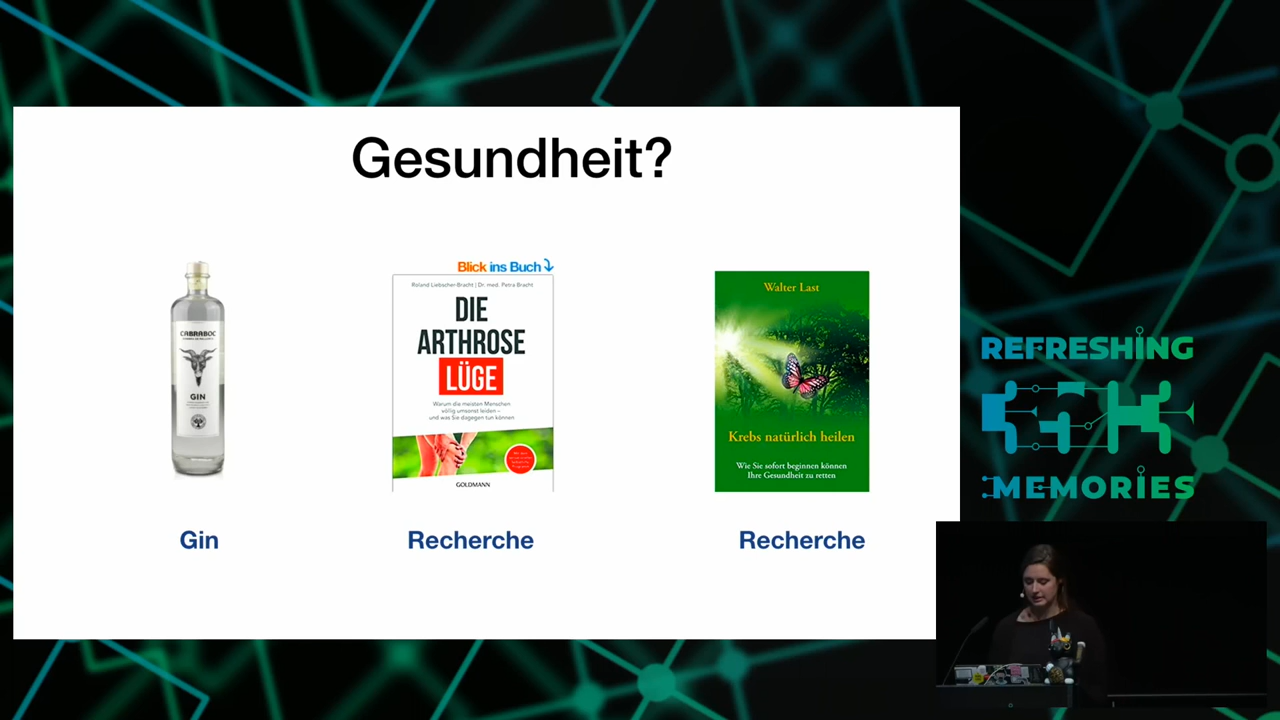 Gesundheit?
CABRABOC
GIN
Gin
Blick ins Buch
Roland Liebscher-Bracht | Dr. med. Petra Bracht
DIE
ARTHROSE
LÜGE
Warum die meisten Menschen
völlig umsonst leiden –
und was Sie dagegen tun können
GOLDMANN
Recherche
Walter Last
Krebs natürlich heilen
Wie Sie sofort beginnen können
Ihre Gesundheit zu retten
Recherche
REFRESHING
MEMORIES